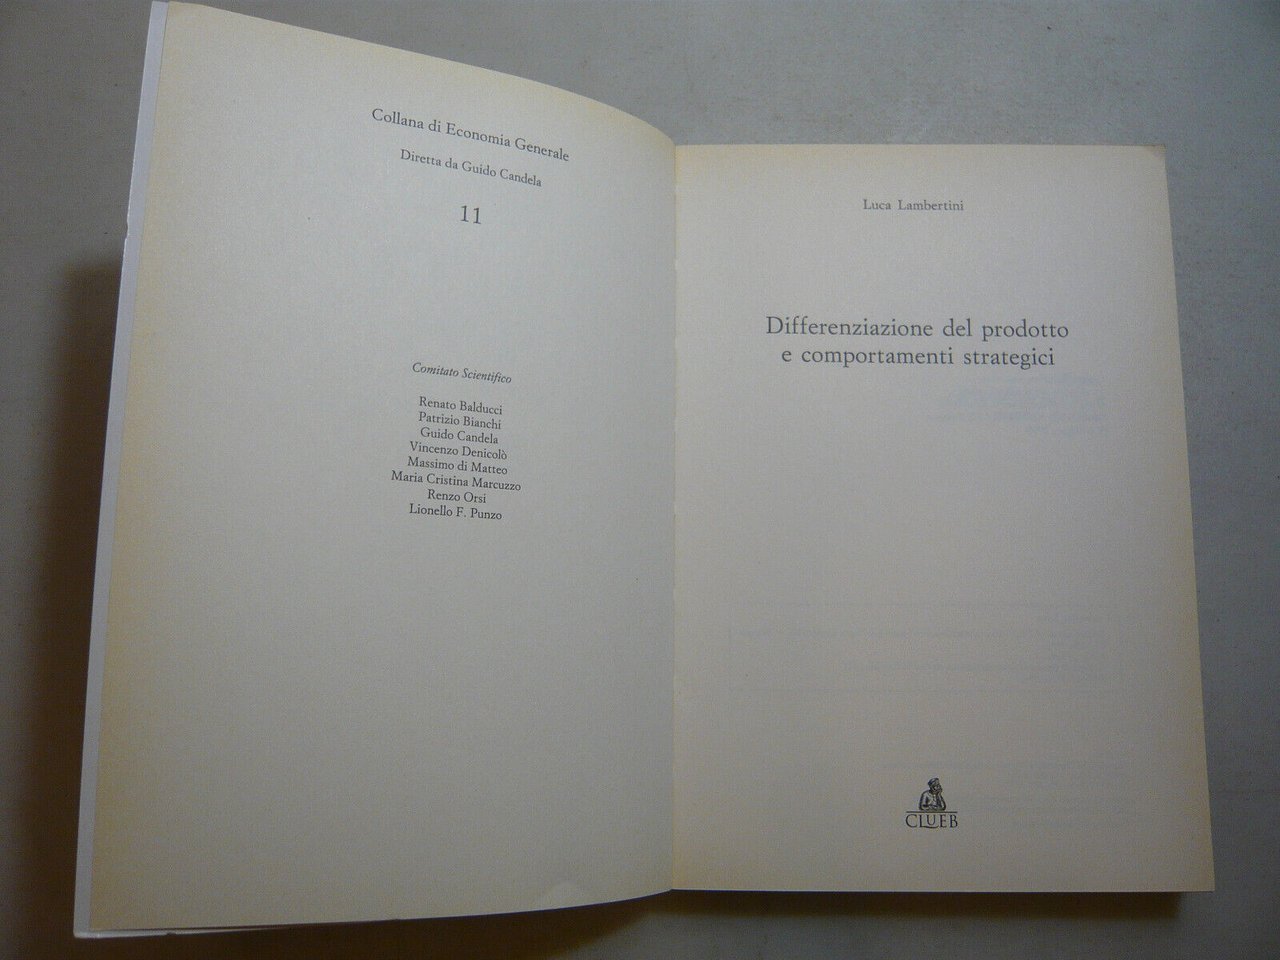 Collana di Economia Generale
Diretta da Guido Candela
11
Comitato Scientifico
Renato Balducci
Patrizio Bianchi
Guido Candela
Vincenzo Denicolò
Massimo di Matteo
Maria Cristina Marcuzzo
Renzo Orsi
Lionello F. Punzo
Luca Lambertini
Differenziazione del prodotto
e comportamenti strategici
CLUEB